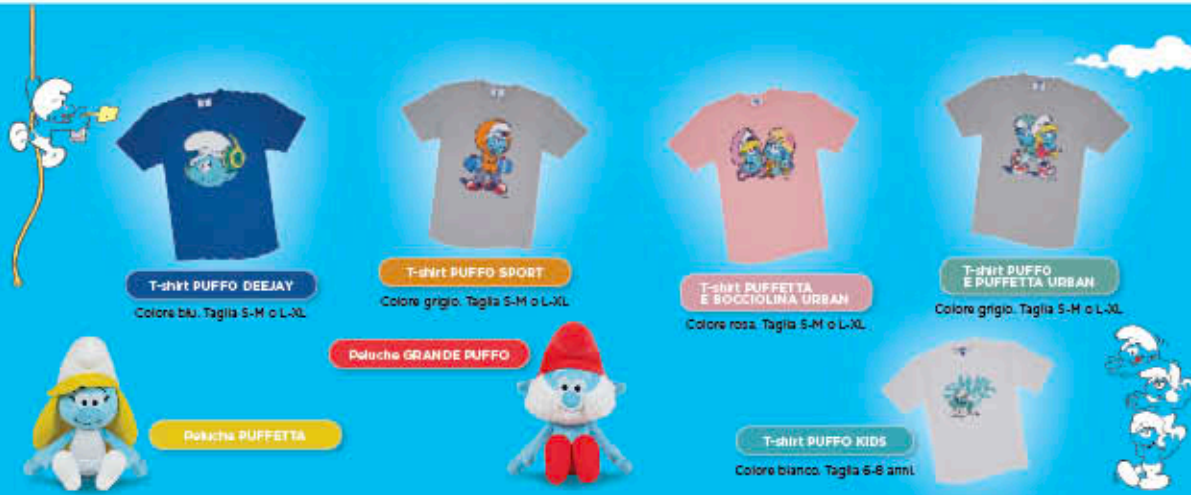 T-shirt PUFFO DEEJAY
Colore blu. Taglia S-M o L-XL
T-shirt PUFFO SPORT
Colore grigio. Taglia S-M o L-XL
T-shirt PUFFETTA
E BOCCIOLINA URBAN
Colore rosa. Taglia S-M o L-XL
T-shirt PUFFO
E PUFFETTA URBAN
Colore grigio. Taglia S-M o L-XL
Peluche GRANDE PUFFO
Peluche PUFFETTA
T-shirt PUFFO KIDS
Colore bianco. Taglia 6-8 anni.